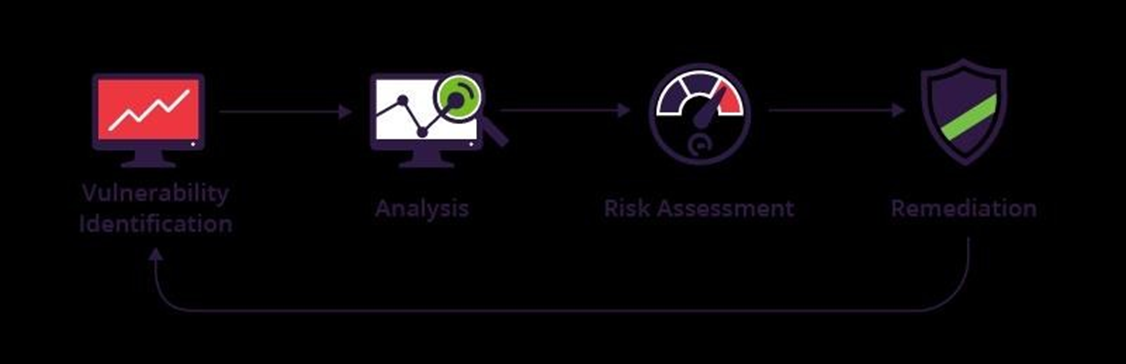 Vulnerability
Identification
Analysis
Risk Assessment
Remediation